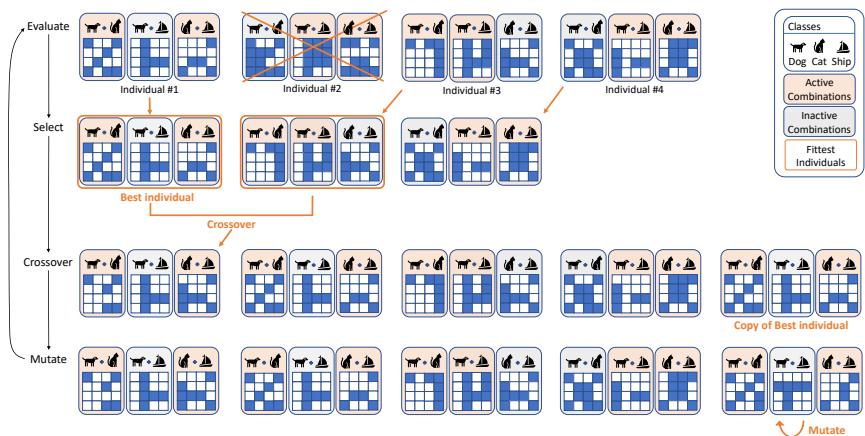 Evaluate
Individual #1
Individual #2
Individual #3
Individual #4
Classes
Dog Cat Ship
Active
Combinations
Inactive
Combinations
Fittest
Individuals
Select
Best individual
Crossover
Crossover
Copy of Best individual
Mutate
Mutate